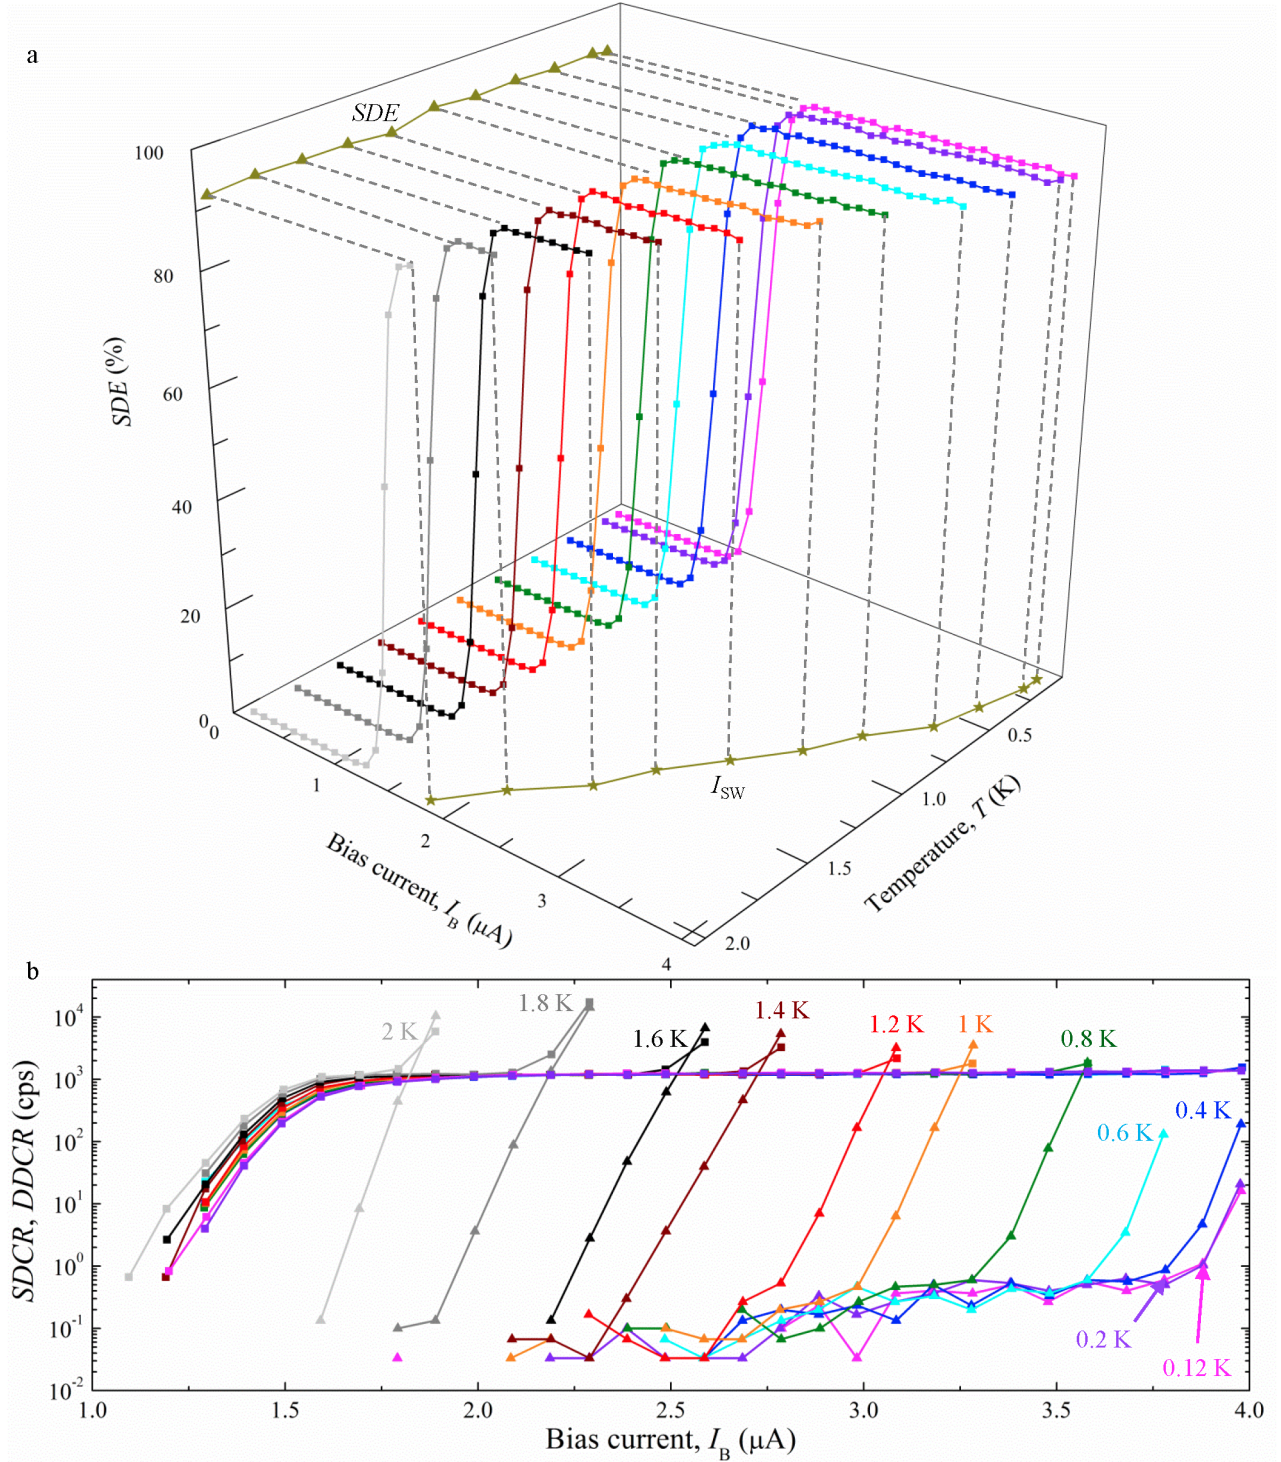 a
SDE
100
80
60
40
20
0
SDE (%)
0
1
2
3
4
Bias current, I_B (μA)
I_SW
0.5
1.0
1.5
2.0
Temperature, T (K)
b
2 K
1.8 K
1.6 K
1.4 K
1.2 K
1 K
0.8 K
0.6 K
0.4 K
0.2 K
0.12 K
10^4
10^3
10^2
10^1
10^0
10^-1
10^-2
SDCR, DDCR (cps)
1.0 1.5 2.0 2.5 3.0 3.5 4.0
Bias current, I_B (μA)